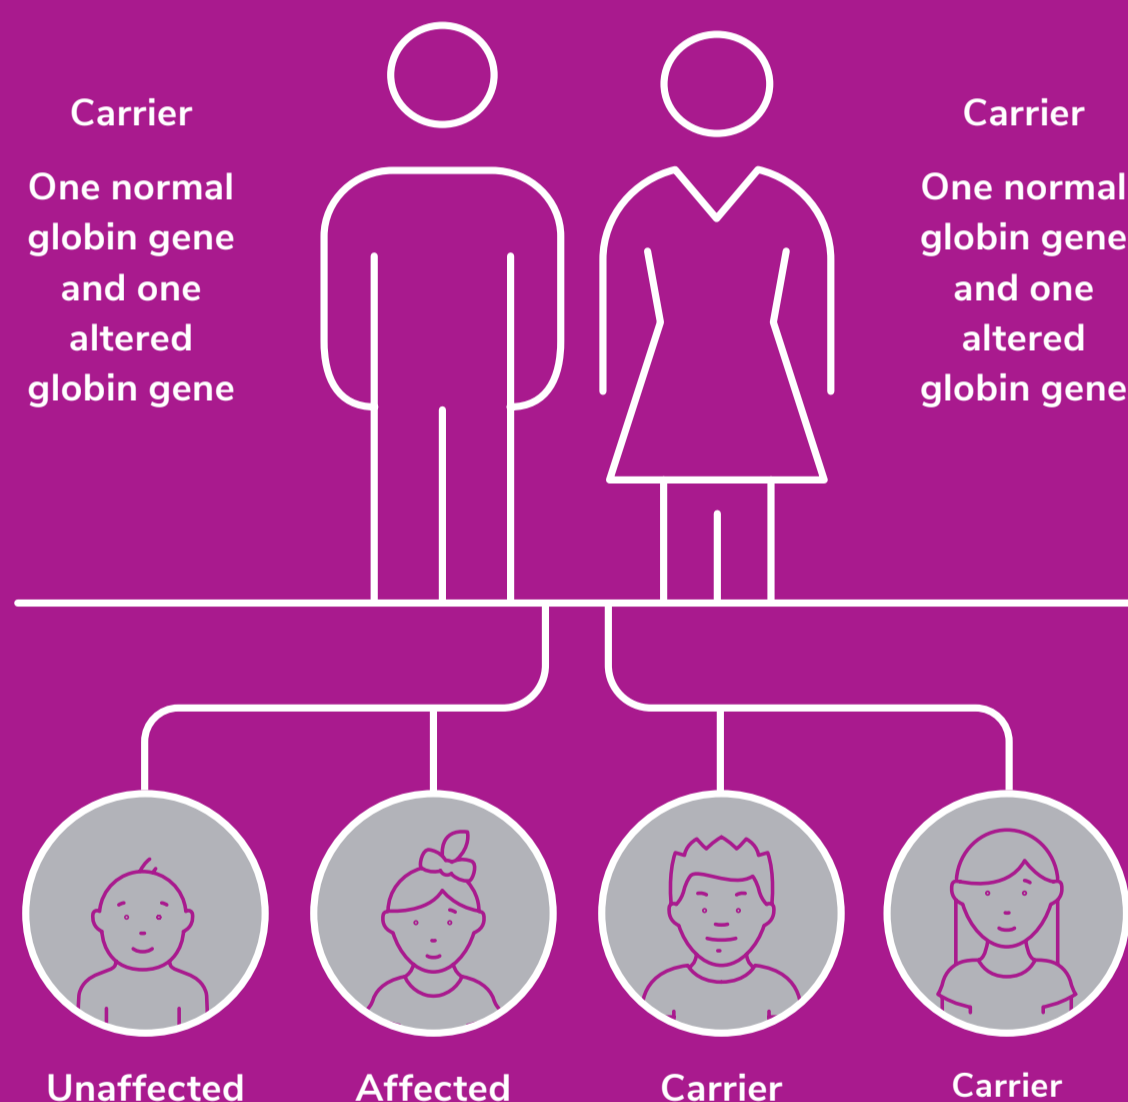 Carrier
One normal
globin gene
and one
altered
globin gene
Carrier
One normal
globin gene
and one
altered
globin gene
Unaffected
Affected
Carrier
Carrier